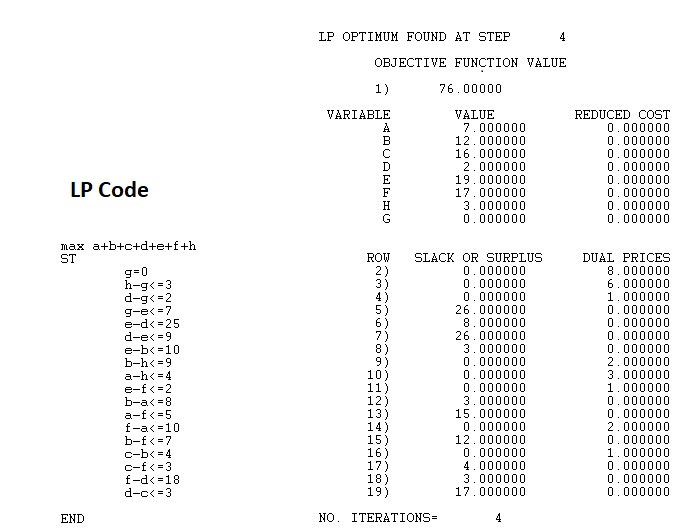 LP OPTIMUM FOUND AT STEP 4
OBJECTIVE FUNCTION VALUE
1) 76.00000
VARIABLE VALUE REDUCED COST
A 7.000000 0.000000
B 12.000000 0.000000
C 16.000000 0.000000
D 2.000000 0.000000
E 19.000000 0.000000
F 17.000000 0.000000
H 3.000000 0.000000
G 0.000000 0.000000
LP Code
max a+b+c+d+e+f+h
ST
g=0
h-g<=3
d-g<=2
g-e<=7
e-d<=25
d-e<=9
e-b<=10
b-h<=9
a-h<=4
e-f<=2
b-a<=8
a-f<=5
f-a<=10
b-f<=7
c-b<=4
c-f<=3
f-d<=18
d-c<=3
END
ROW SLACK OR SURPLUS DUAL PRICES
2) 0.000000 8.000000
3) 0.000000 6.000000
4) 0.000000 1.000000
5) 26.000000 0.000000
6) 8.000000 0.000000
7) 26.000000 0.000000
8) 3.000000 0.000000
9) 0.000000 2.000000
10) 0.000000 3.000000
11) 0.000000 1.000000
12) 3.000000 0.000000
13) 15.000000 0.000000
14) 0.000000 2.000000
15) 12.000000 0.000000
16) 0.000000 1.000000
17) 4.000000 0.000000
18) 3.000000 0.000000
19) 17.000000 0.000000
NO. ITERATIONS= 4